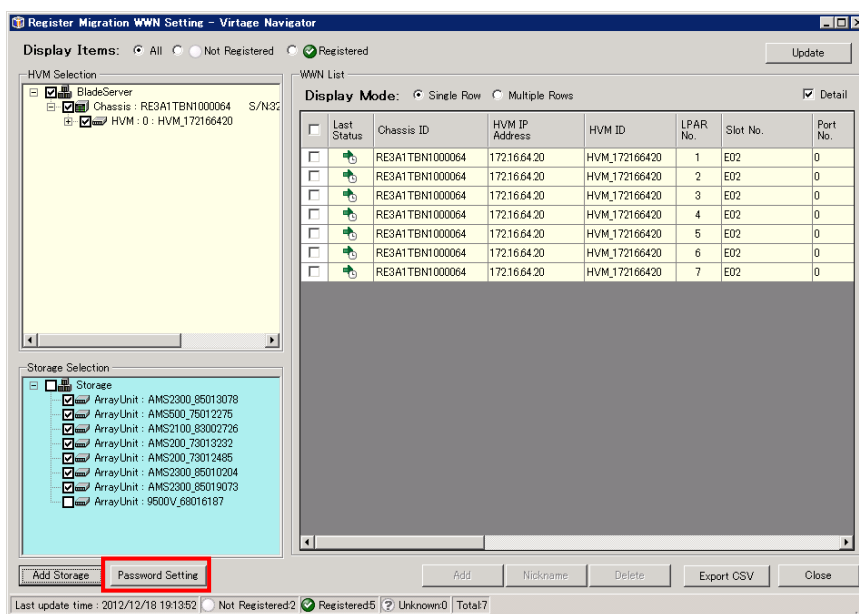 Register Migration WWN Setting - Virtage Navigator
Display Items: All Not Registered Registered
Update
HVM Selection
BladeServer
Chassis : RE3A1TBN1000064 S/N:32
HVM : 0 : HVM_172166420
WWN List
Display Mode: Single Row Multiple Rows
Detail
Last Status Chassis ID HVM IP Address HVM ID LPAR No. Slot No. Port No.
RE3A1TBN1000064 172.16.64.20 HVM_172166420 1 E02 0
RE3A1TBN1000064 172.16.64.20 HVM_172166420 2 E02 0
RE3A1TBN1000064 172.16.64.20 HVM_172166420 3 E02 0
RE3A1TBN1000064 172.16.64.20 HVM_172166420 4 E02 0
RE3A1TBN1000064 172.16.64.20 HVM_172166420 5 E02 0
RE3A1TBN1000064 172.16.64.20 HVM_172166420 6 E02 0
RE3A1TBN1000064 172.16.64.20 HVM_172166420 7 E02 0
Storage Selection
Storage
ArrayUnit : AMS2300_85013078
ArrayUnit : AMS500_75012275
ArrayUnit : AMS2100_83002726
ArrayUnit : AMS200_73013232
ArrayUnit : AMS200_73012485
ArrayUnit : AMS2300_85010204
ArrayUnit : AMS2300_85019073
ArrayUnit : 9500V_68016187
Add Storage Password Setting Add Nickname Delete Export CSV Close
Last update time : 2012/12/18 19:13:52 Not Registered:2 Registered:5 Unknown:0 Total:7